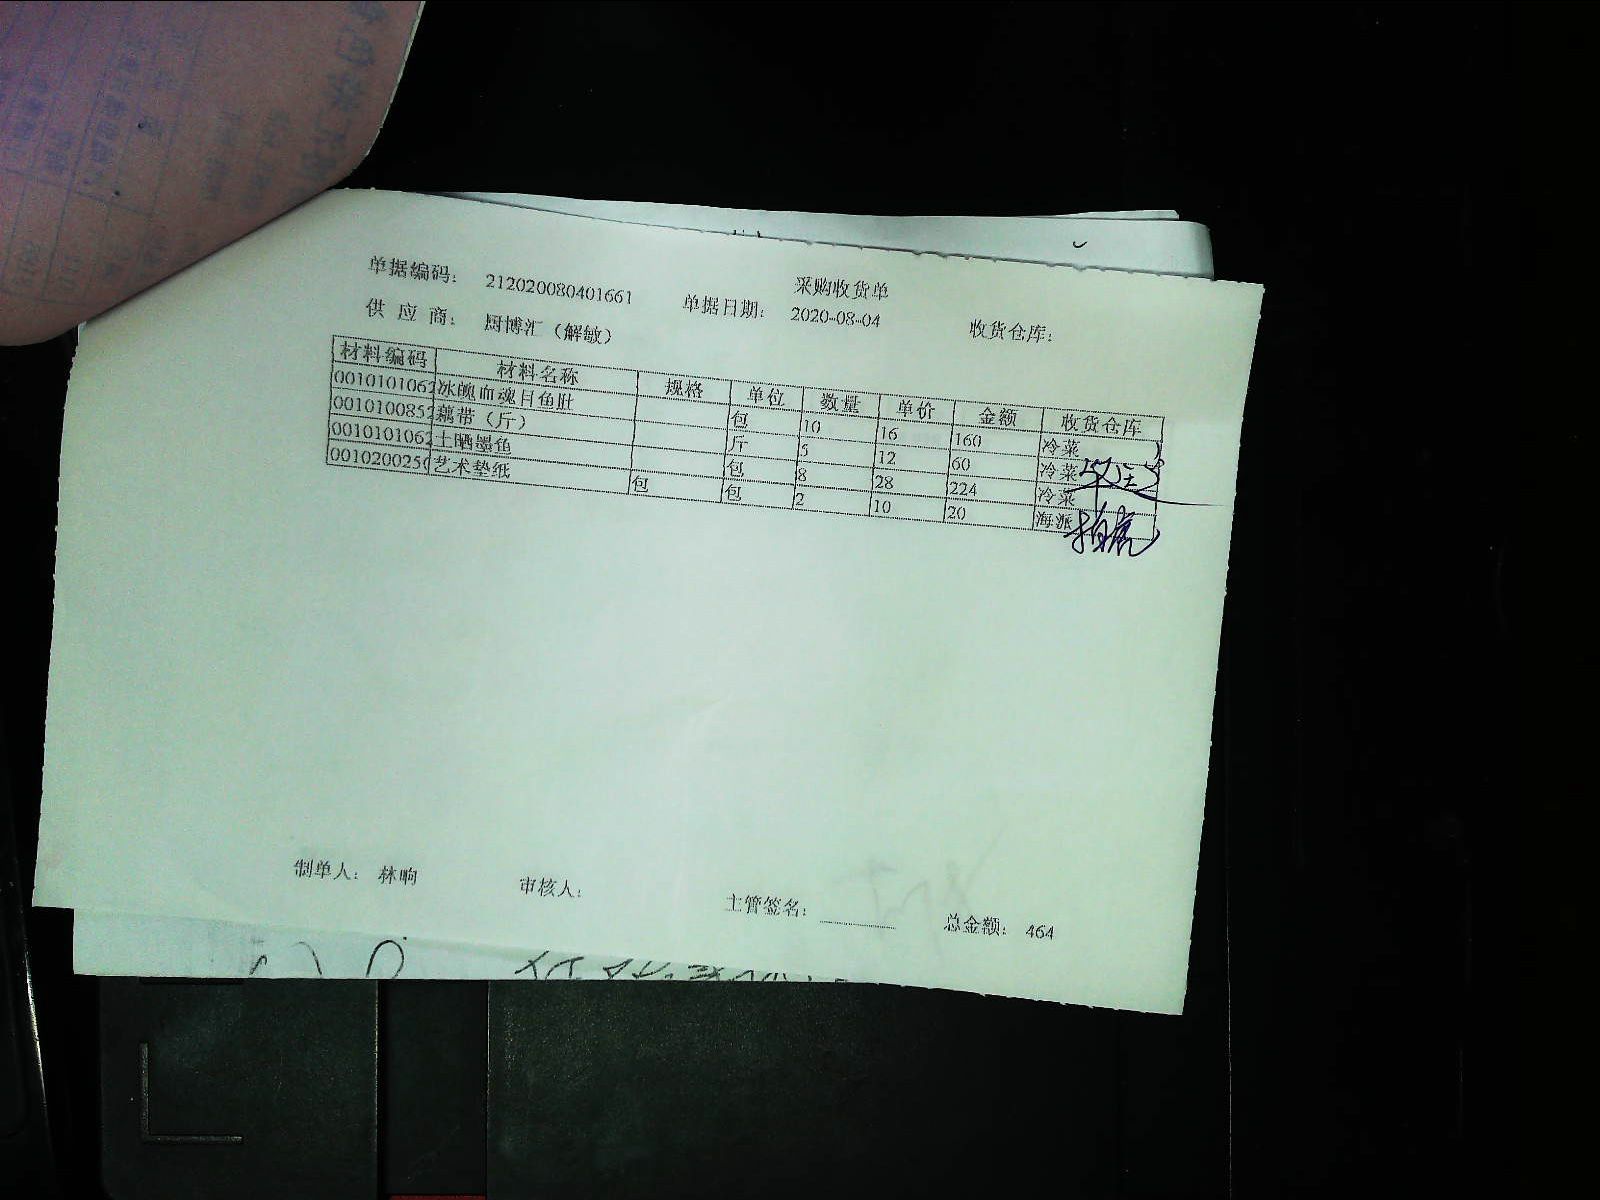 采购收货单
单据编码： 212020080401661 单据日期： 2020-08-04 收货仓库：
供 应 商： 厨博汇（解敏）
材料编码 材料名称 规格 单位 数量 单价 金额 收货仓库
0010101062 冰魄血魂目鱼肚 包 10 16 160 冷菜
0010100852 藕带（斤） 斤 5 12 60 冷菜
0010101062 土晒墨鱼 包 8 28 224 冷菜
001020025 艺术垫纸 包 包 2 10 20 海派
制单人： 林响 审核人： 主管签名： 总金额： 464